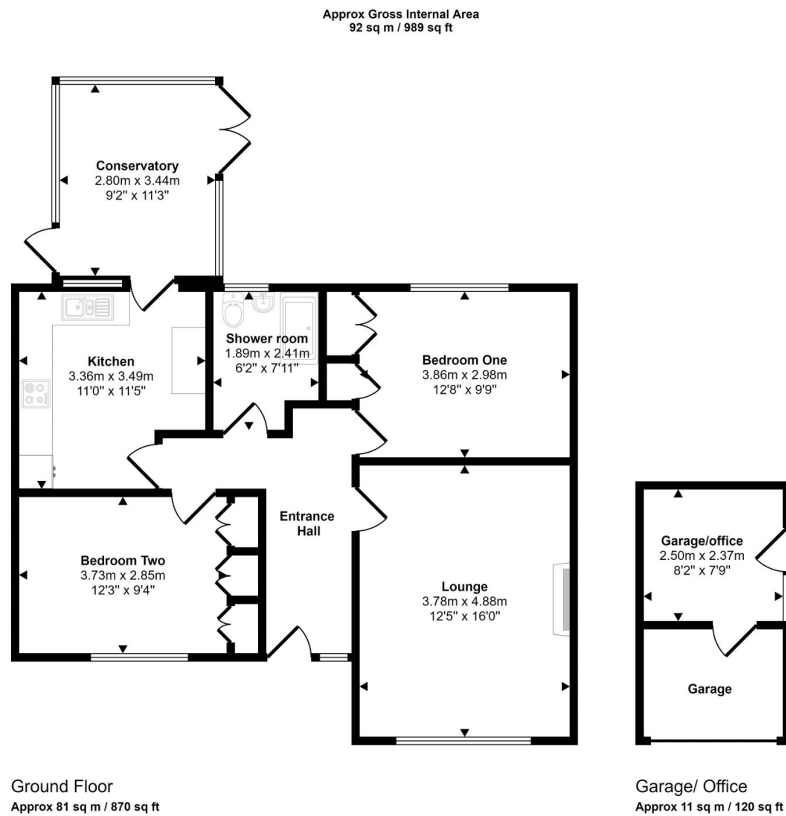 Approx Gross Internal Area
92 sq m / 989 sq ft
Conservatory
2.80m x 3.44m
9'2" x 11'3"
Kitchen
3.36m x 3.49m
11'0" x 11'5"
Shower room
1.89m x 2.41m
6'2" x 7'11"
Bedroom One
3.86m x 2.98m
12'8" x 9'9"
Entrance
Hall
Bedroom Two
3.73m x 2.85m
12'3" x 9'4"
Lounge
3.78m x 4.88m
12'5" x 16'0"
Garage/office
2.50m x 2.37m
8'2" x 7'9"
Garage
Ground Floor
Approx 81 sq m / 870 sq ft
Garage/ Office
Approx 11 sq m / 120 sq ft